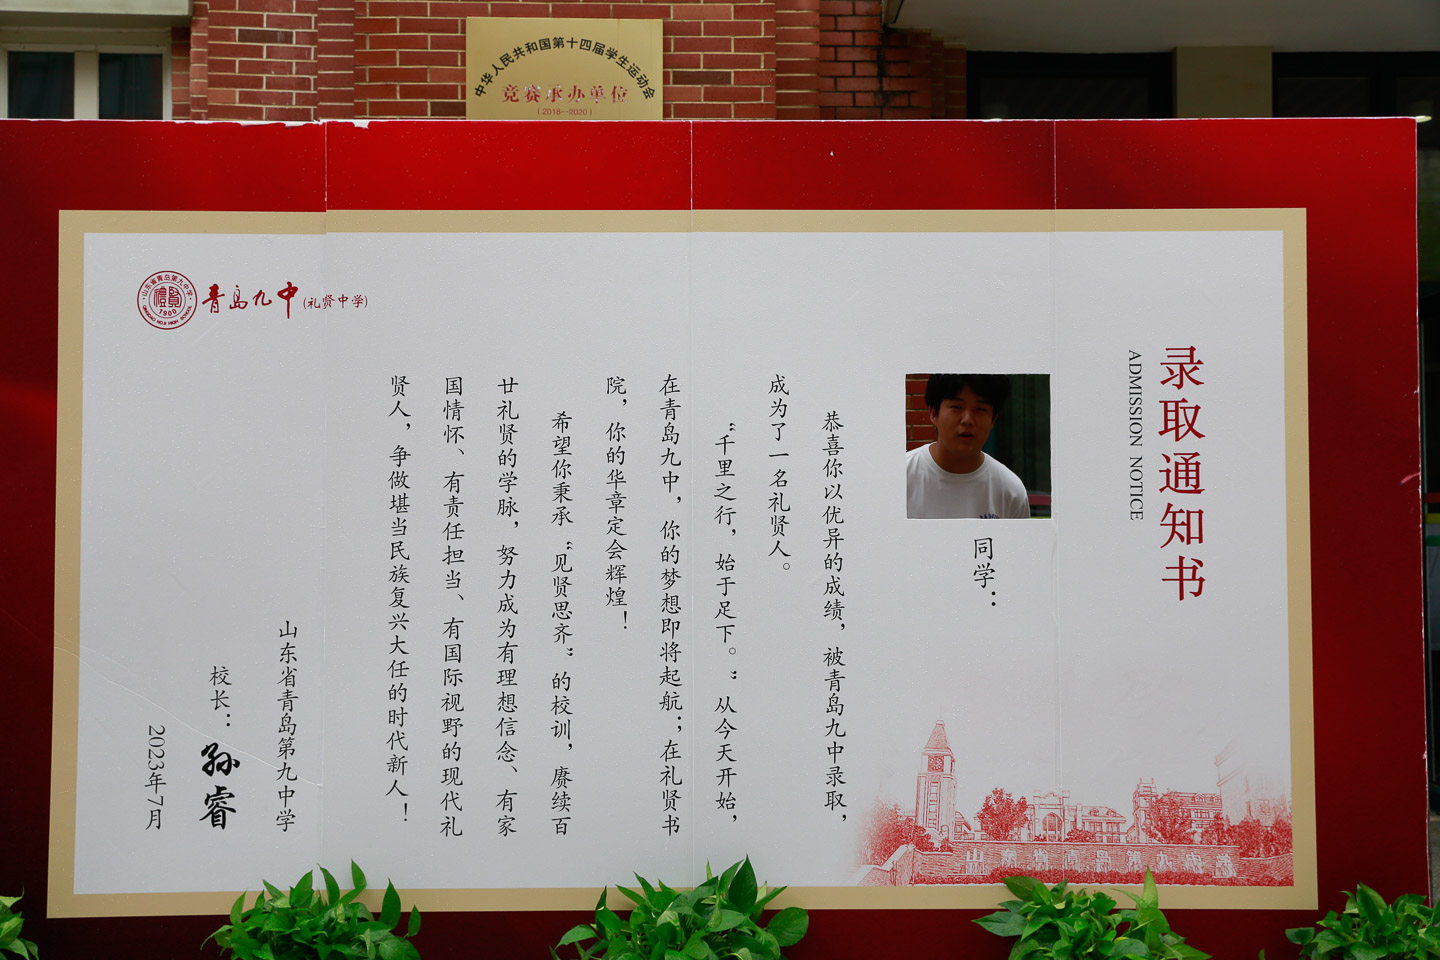 中华人民共和国第十四届学生运动会
竞赛承办单位
(2018—2020)
山东省青岛第九中学
禮賢
1900
QINGDAO NO.9 HIGH SCHOOL
青岛九中(礼贤中学)
录取通知书
ADMISSION NOTICE
同学：
恭喜你以优异的成绩，被青岛九中录取，
成为了一名礼贤人。
“千里之行，始于足下。”从今天开始，
在青岛九中，你的梦想即将起航；在礼贤书
院，你的华章定会辉煌！
希望你秉承“见贤思齐”的校训，赓续百
廿礼贤的学脉，努力成为有理想信念、有家
国情怀、有责任担当、有国际视野的现代礼
贤人，争做堪当民族复兴大任的时代新人！
山东省青岛第九中学
校长：孙睿
2023年7月